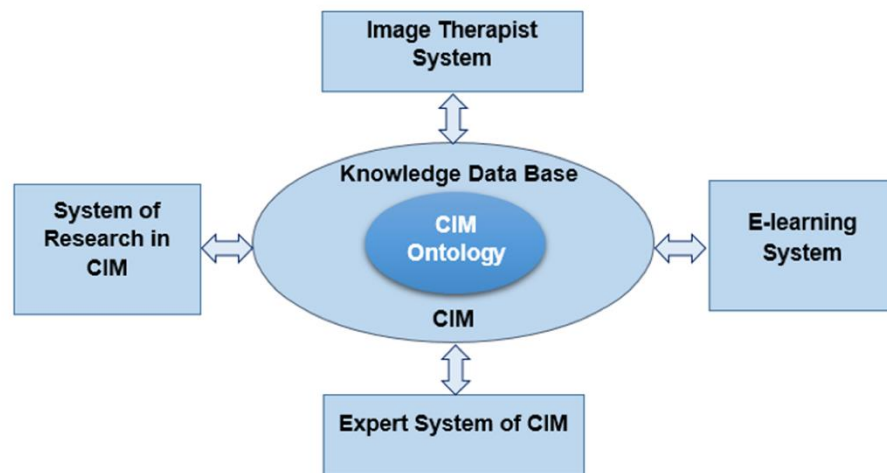 Image Therapist
System
Knowledge Data Base
System of
Research in
CIM
CIM
Ontology
E-learning
System
CIM
Expert System of CIM